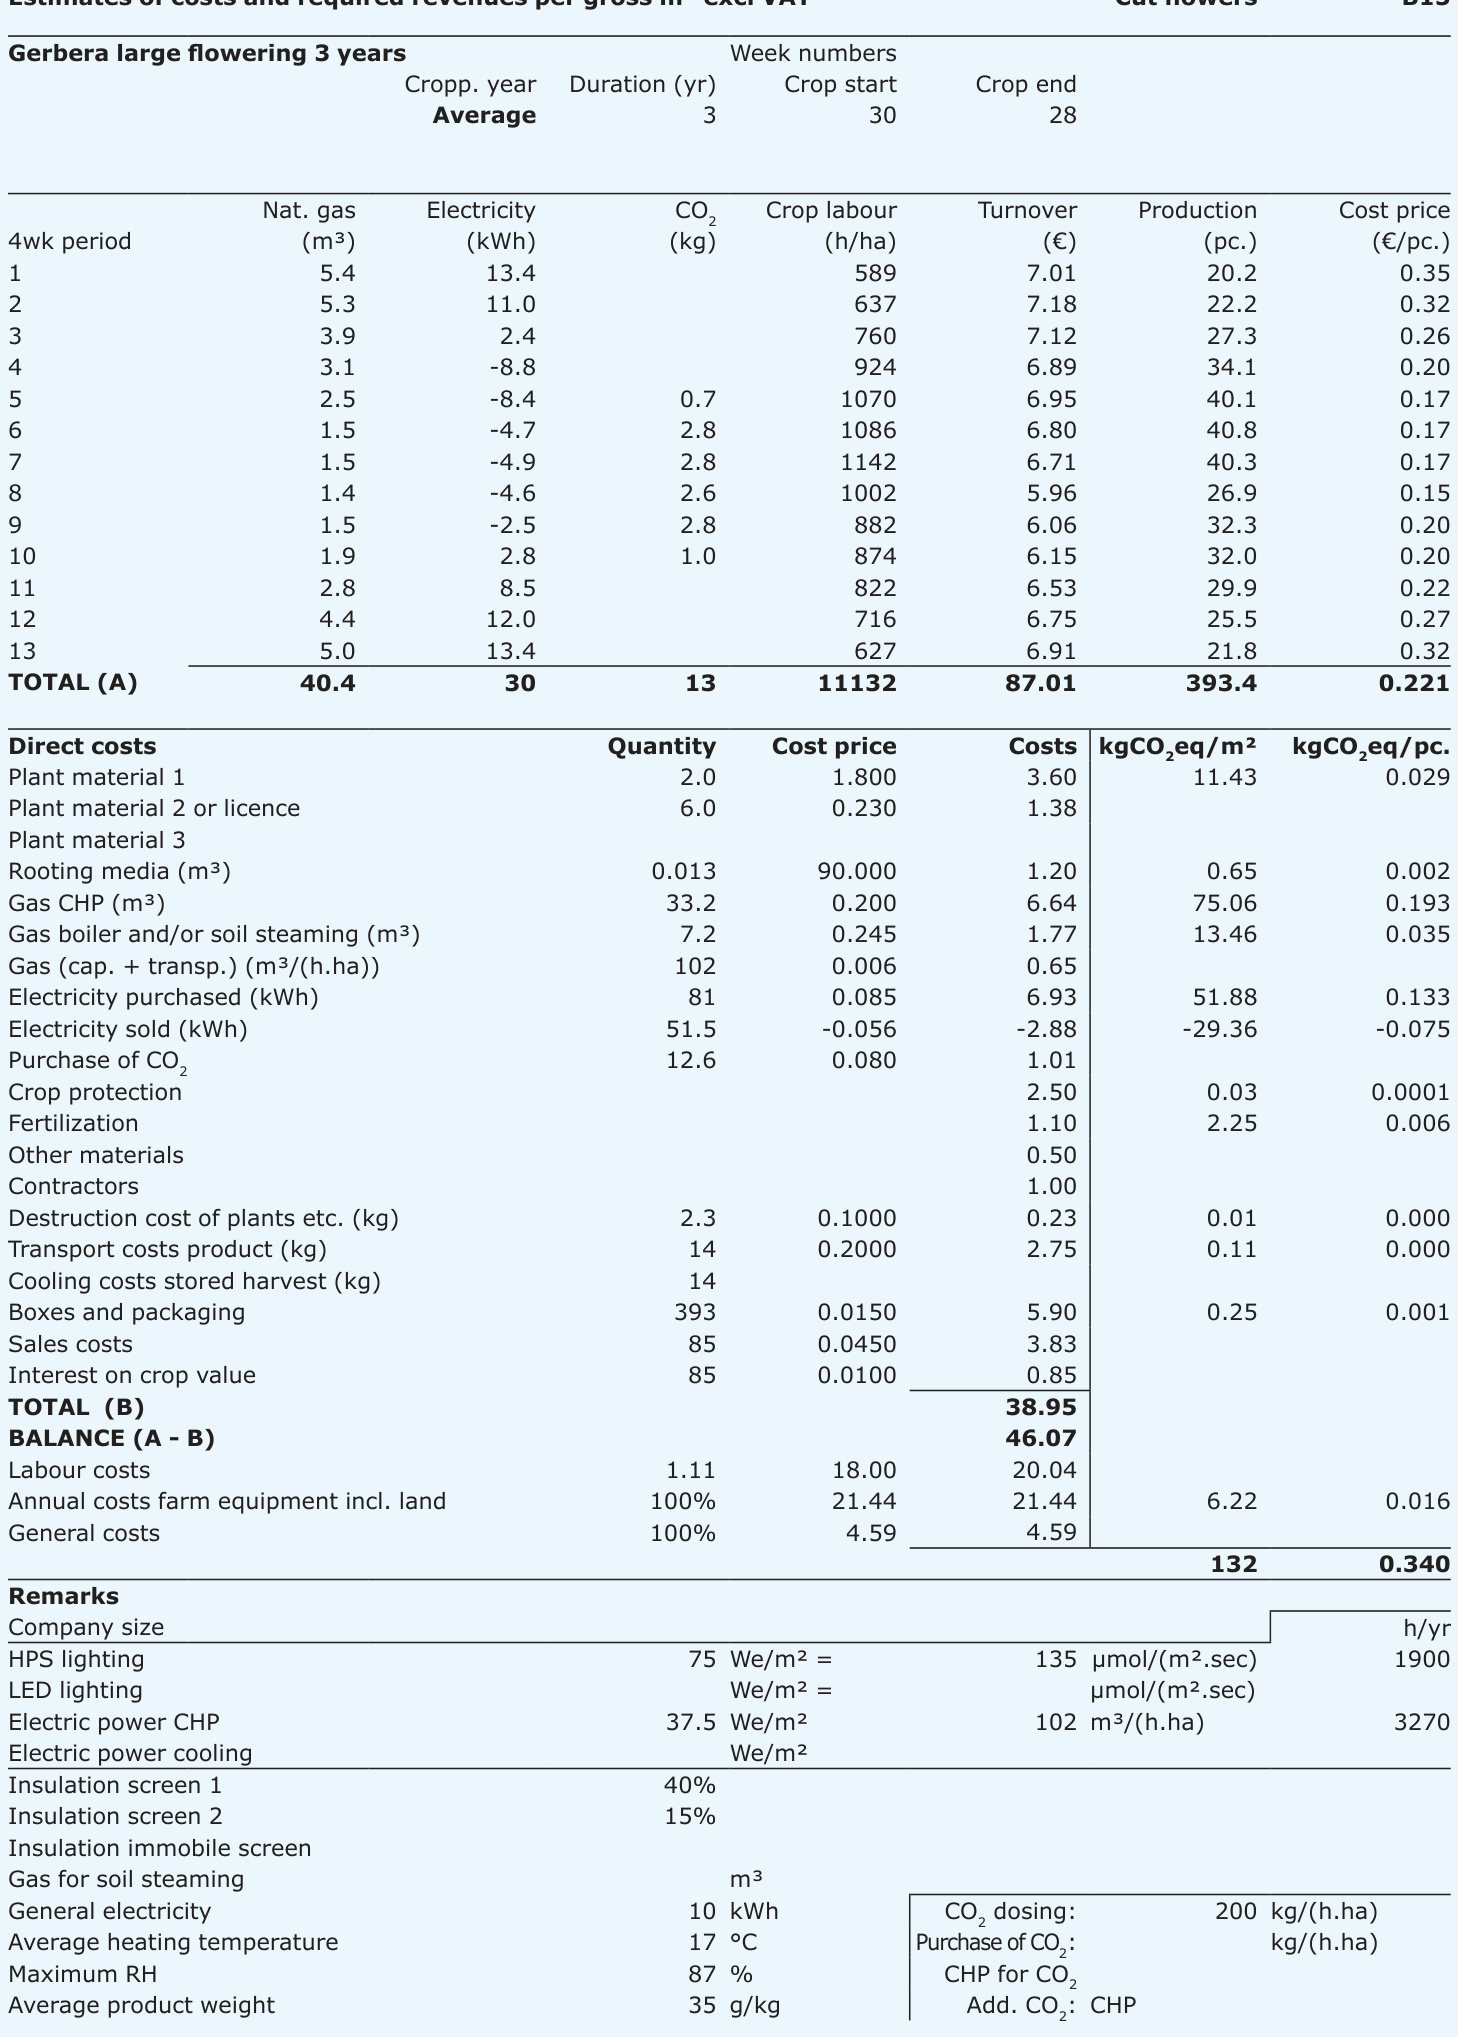 Estimates of costs and required revenues per gross m² excl VAT Cut flowers B15
Gerbera large flowering 3 years Week numbers
Cropp. year Duration (yr) Crop start Crop end
Average 3 30 28
Nat. gas Electricity CO2 Crop labour Turnover Production Cost price
4wk period (m³) (kWh) (kg) (h/ha) (€) (pc.) (€/pc.)
1 5.4 13.4 589 7.01 20.2 0.35
2 5.3 11.0 637 7.18 22.2 0.32
3 3.9 2.4 760 7.12 27.3 0.26
4 3.1 -8.8 924 6.89 34.1 0.20
5 2.5 -8.4 0.7 1070 6.95 40.1 0.17
6 1.5 -4.7 2.8 1086 6.80 40.8 0.17
7 1.5 -4.9 2.8 1142 6.71 40.3 0.17
8 1.4 -4.6 2.6 1002 5.96 26.9 0.15
9 1.5 -2.5 2.8 882 6.06 32.3 0.20
10 1.9 2.8 1.0 874 6.15 32.0 0.20
11 2.8 8.5 822 6.53 29.9 0.22
12 4.4 12.0 716 6.75 25.5 0.27
13 5.0 13.4 627 6.91 21.8 0.32
TOTAL (A) 40.4 30 13 11132 87.01 393.4 0.221
Direct costs Quantity Cost price Costs kgCO2eq/m² kgCO2eq/pc.
Plant material 1 2.0 1.800 3.60 11.43 0.029
Plant material 2 or licence 6.0 0.230 1.38
Plant material 3
Rooting media (m³) 0.013 90.000 1.20 0.65 0.002
Gas CHP (m³) 33.2 0.200 6.64 75.06 0.193
Gas boiler and/or soil steaming (m³) 7.2 0.245 1.77 13.46 0.035
Gas (cap. + transp.) (m³/(h.ha)) 102 0.006 0.65
Electricity purchased (kWh) 81 0.085 6.93 51.88 0.133
Electricity sold (kWh) 51.5 -0.056 -2.88 -29.36 -0.075
Purchase of CO2 12.6 0.080 1.01
Crop protection 2.50 0.03 0.0001
Fertilization 1.10 2.25 0.006
Other materials 0.50
Contractors 1.00
Destruction cost of plants etc. (kg) 2.3 0.1000 0.23 0.01 0.000
Transport costs product (kg) 14 0.2000 2.75 0.11 0.000
Cooling costs stored harvest (kg) 14
Boxes and packaging 393 0.0150 5.90 0.25 0.001
Sales costs 85 0.0450 3.83
Interest on crop value 85 0.0100 0.85
TOTAL (B) 38.95
BALANCE (A - B) 46.07
Labour costs 1.11 18.00 20.04
Annual costs farm equipment incl. land 100% 21.44 21.44 6.22 0.016
General costs 100% 4.59 4.59
132 0.340
Remarks
Company size h/yr
HPS lighting 75 We/m² = 135 µmol/(m².sec) 1900
LED lighting We/m² = µmol/(m².sec)
Electric power CHP 37.5 We/m² 102 m³/(h.ha) 3270
Electric power cooling We/m²
Insulation screen 1 40%
Insulation screen 2 15%
Insulation immobile screen
Gas for soil steaming m³
General electricity 10 kWh CO2 dosing: 200 kg/(h.ha)
Average heating temperature 17 °C Purchase of CO2: kg/(h.ha)
Maximum RH 87 % CHP for CO2
Average product weight 35 g/kg Add. CO2: CHP